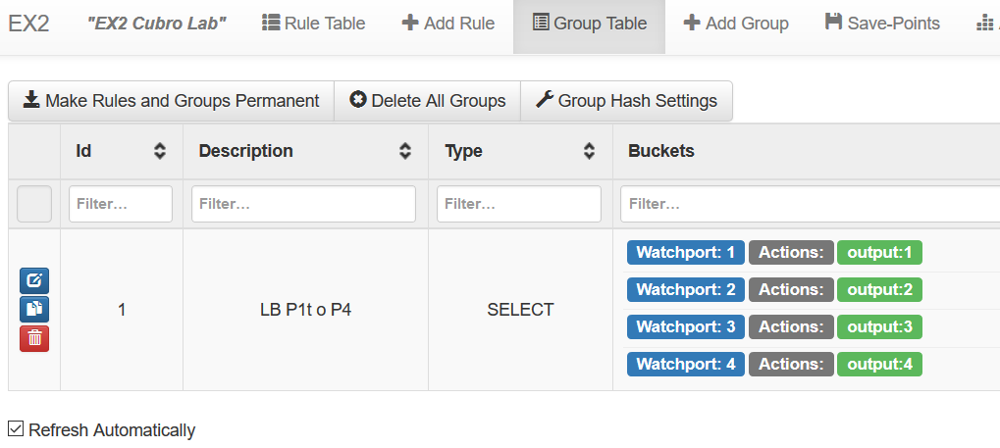 EX2 "EX2 Cubro Lab" Rule Table Add Rule Group Table Add Group Save-Points
Make Rules and Groups Permanent Delete All Groups Group Hash Settings
Id Description Type Buckets
Filter... Filter... Filter... Filter...
Watchport: 1 Actions: output:1
Watchport: 2 Actions: output:2
1 LB P1t o P4 SELECT
Watchport: 3 Actions: output:3
Watchport: 4 Actions: output:4
Refresh Automatically